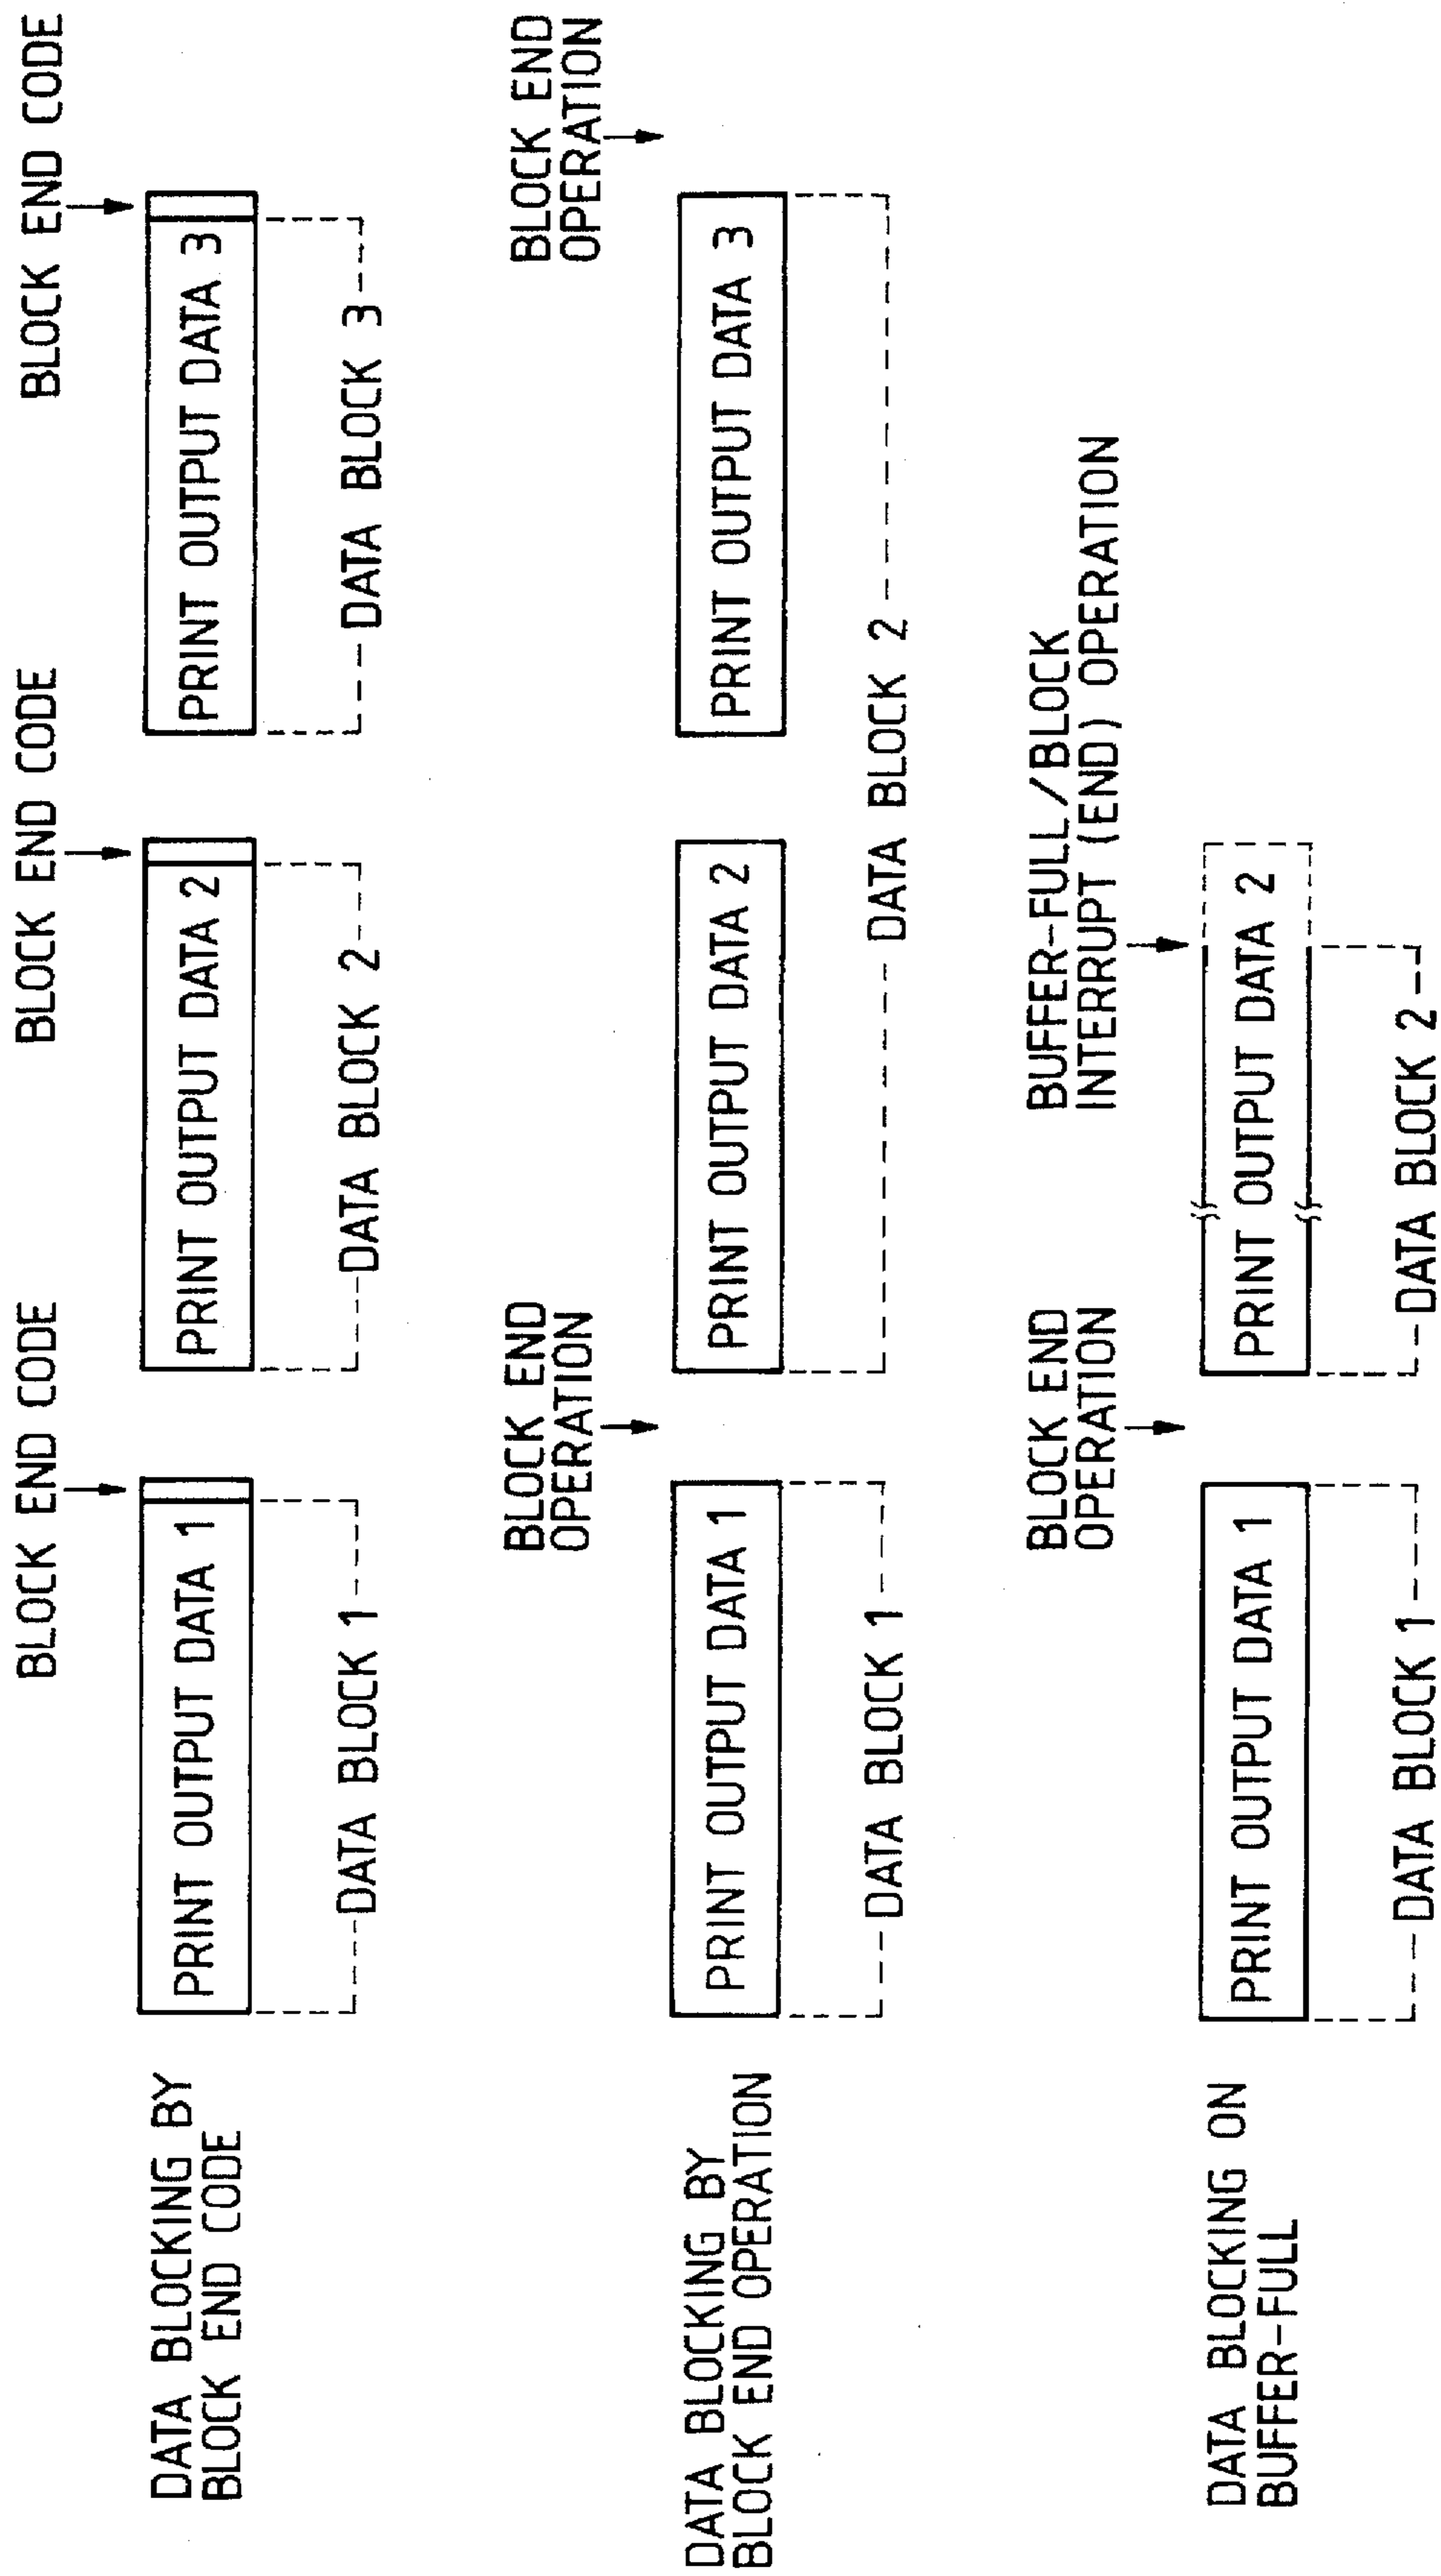 DATA BLOCKING BY
BLOCK END CODE
BLOCK END CODE
BLOCK END CODE
BLOCK END CODE
PRINT OUTPUT DATA 1
PRINT OUTPUT DATA 2
PRINT OUTPUT DATA 3
DATA BLOCK 1
DATA BLOCK 2
DATA BLOCK 3
DATA BLOCKING BY
BLOCK END OPERATION
BLOCK END
OPERATION
BLOCK END
OPERATION
PRINT OUTPUT DATA 1
PRINT OUTPUT DATA 2
PRINT OUTPUT DATA 3
DATA BLOCK 1
DATA BLOCK 2
DATA BLOCKING ON
BUFFER-FULL
BLOCK END
OPERATION
BUFFER-FULL/BLOCK
INTERRUPT (END) OPERATION
PRINT OUTPUT DATA 1
PRINT OUTPUT DATA 2
DATA BLOCK 1
DATA BLOCK 2